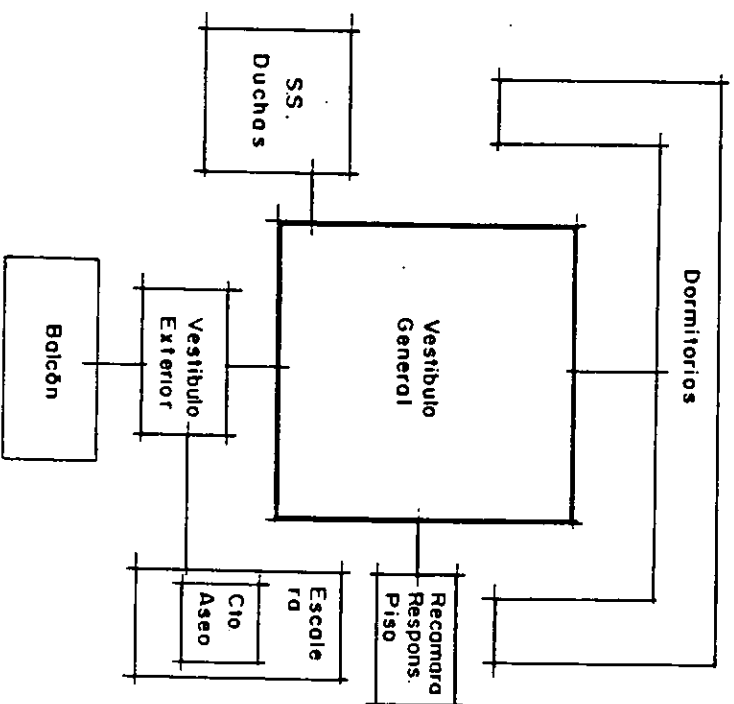 Dormitorios
Vestibulo
General
Recamara
Respons.
Piso
S.S.
Duchas
Escale
ra
Cto.
Aseo
Vestibulo
Exterior
Balcón